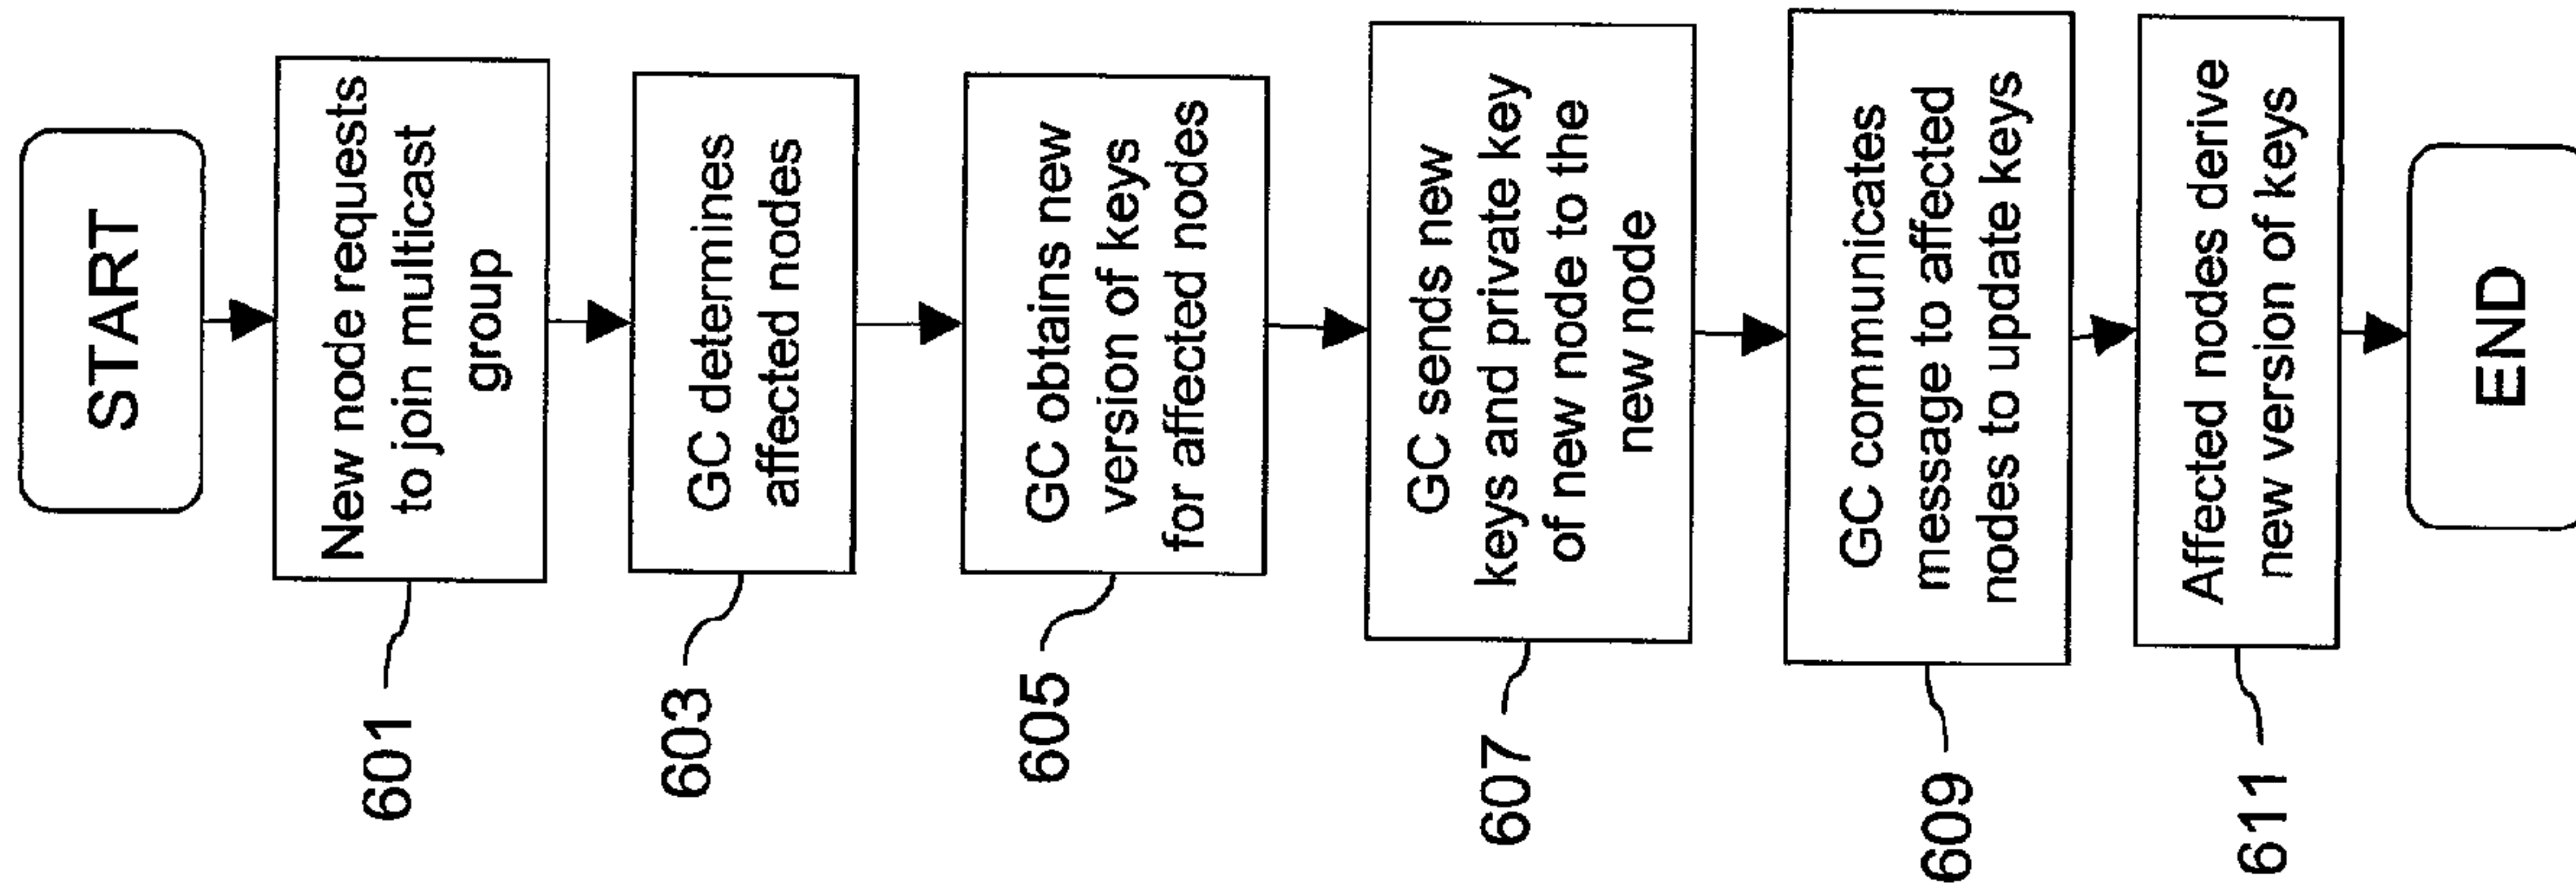 START
New node requests
to join multicast
group
601
GC determines
affected nodes
603
GC obtains new
version of keys
for affected nodes
605
GC sends new
keys and private key
of new node to the
new node
607
GC communicates
message to affected
nodes to update keys
609
Affected nodes derive
new version of keys
611
END